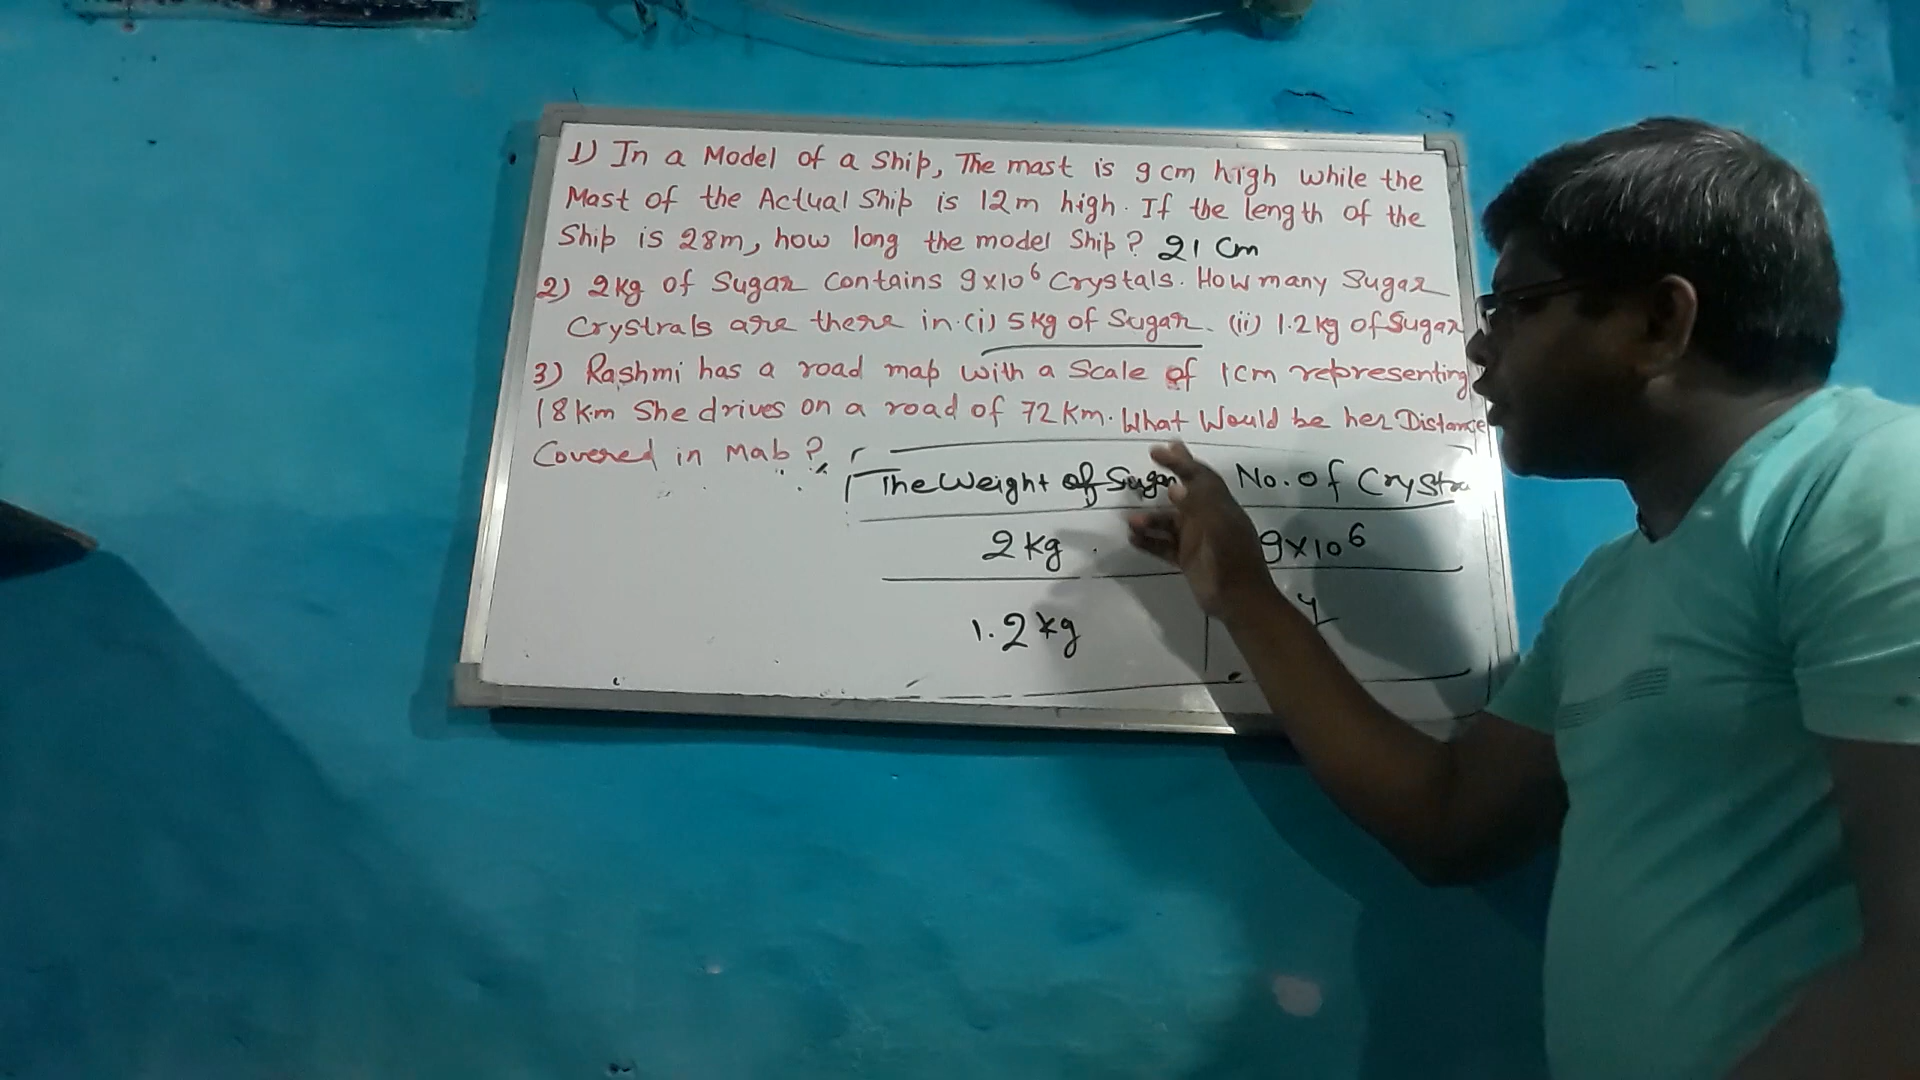 1) In a Model of a Ship, The mast is 9 cm high while the
Mast of the Actual Ship is 12m high. If the length of the
Ship is 28m, how long the model Ship? 21 Cm
2) 2kg of Sugar Contains 9x10⁶ Crystals. How many Sugar
Crystrals are there in.(i) 5kg of Sugar. (ii) 1.2kg of Sugar
3) Rashmi has a road map with a Scale of 1cm representing
18km She drives on a road of 72 Km. What Would be her Distance
Covered in Map?
The Weight of Sugar No. of Crystra
2kg 9x10⁶
1.2kg y